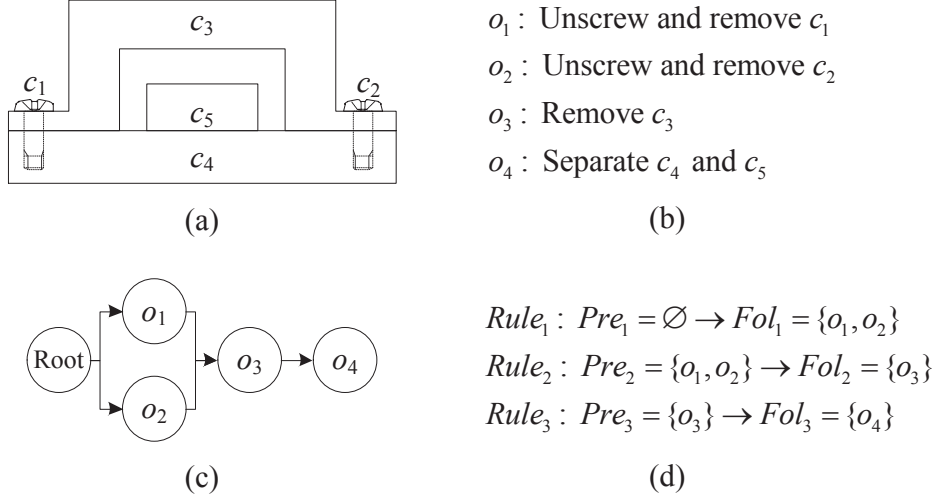 c₃
c₁
c₂
c₅
c₄
(a)
o₁ : Unscrew and remove c₁
o₂ : Unscrew and remove c₂
o₃ : Remove c₃
o₄ : Separate c₄ and c₅
(b)
Root
o₁
o₂
o₃
o₄
(c)
Rule₁ : Pre₁ = ∅ → Fol₁ = {o₁, o₂}
Rule₂ : Pre₂ = {o₁, o₂} → Fol₂ = {o₃}
Rule₃ : Pre₃ = {o₃} → Fol₃ = {o₄}
(d)